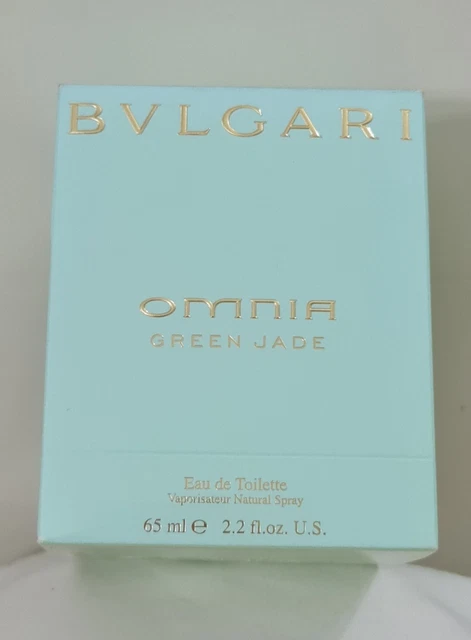 BVLGARI
OMNIA
GREEN JADE
Eau de Toilette
Vaporisateur Natural Spray
65 ml ℮ 2.2 fl.oz. U.S.